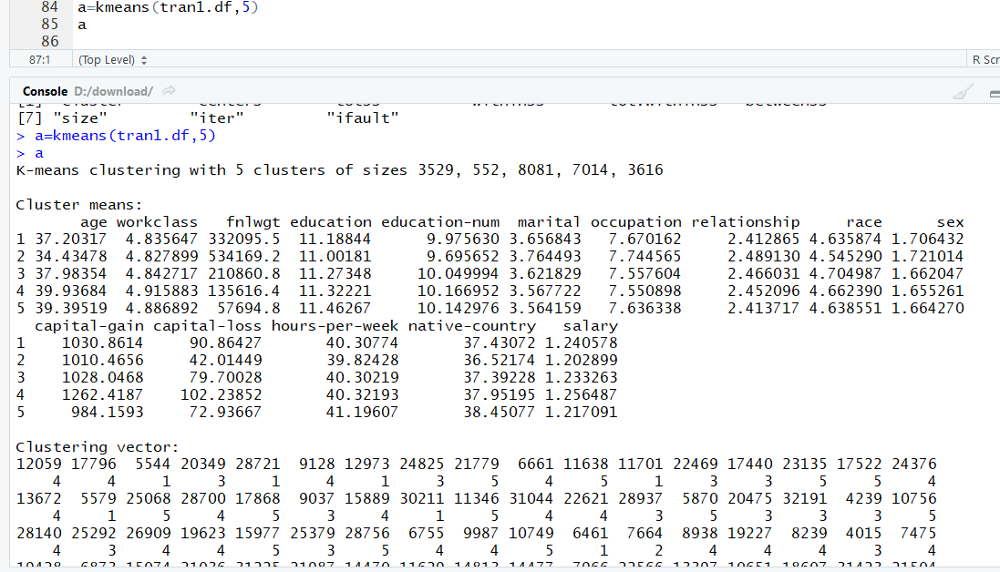 84 a=kmeans(tran1.df,5)
85 a
86
87:1 (Top Level) R Scr
Console D:/download/
[7] "size" "iter" "ifault"
> a=kmeans(tran1.df,5)
> a
K-means clustering with 5 clusters of sizes 3529, 552, 8081, 7014, 3616
Cluster means:
age workclass fnlwgt education education-num marital occupation relationship race sex
1 37.20317 4.835647 332095.5 11.18844 9.975630 3.656843 7.670162 2.412865 4.635874 1.706432
2 34.43478 4.827899 534169.2 11.00181 9.695652 3.764493 7.744565 2.489130 4.545290 1.721014
3 37.98354 4.842717 210860.8 11.27348 10.049994 3.621829 7.557604 2.466031 4.704987 1.662047
4 39.93684 4.915883 135616.4 11.32221 10.166952 3.567722 7.550898 2.452096 4.662390 1.655261
5 39.39519 4.886892 57694.8 11.46267 10.142976 3.564159 7.636338 2.413717 4.638551 1.664270
capital-gain capital-loss hours-per-week native-country salary
1 1030.8614 90.86427 40.30774 37.43072 1.240578
2 1010.4656 42.01449 39.82428 36.52174 1.202899
3 1028.0468 79.70028 40.30219 37.39228 1.233263
4 1262.4187 102.23852 40.32193 37.95195 1.256487
5 984.1593 72.93667 41.19607 38.45077 1.217091
Clustering vector:
12059 17796 5544 20349 28721 9128 12973 24825 21779 6661 11638 11701 22469 17440 23135 17522 24376
4 4 1 3 1 4 1 3 5 4 5 1 3 3 5 5 4
13672 5579 25068 28700 17868 9037 15889 30211 11346 31044 22621 28937 5870 20475 32191 4239 10756
4 1 5 4 5 3 4 1 5 4 4 3 5 3 3 3 5
28140 25292 26909 19623 15977 25379 28756 6755 9987 10749 6461 7664 8938 19227 8239 4015 7475
4 3 4 4 5 3 5 4 4 5 1 2 4 4 4 3 4